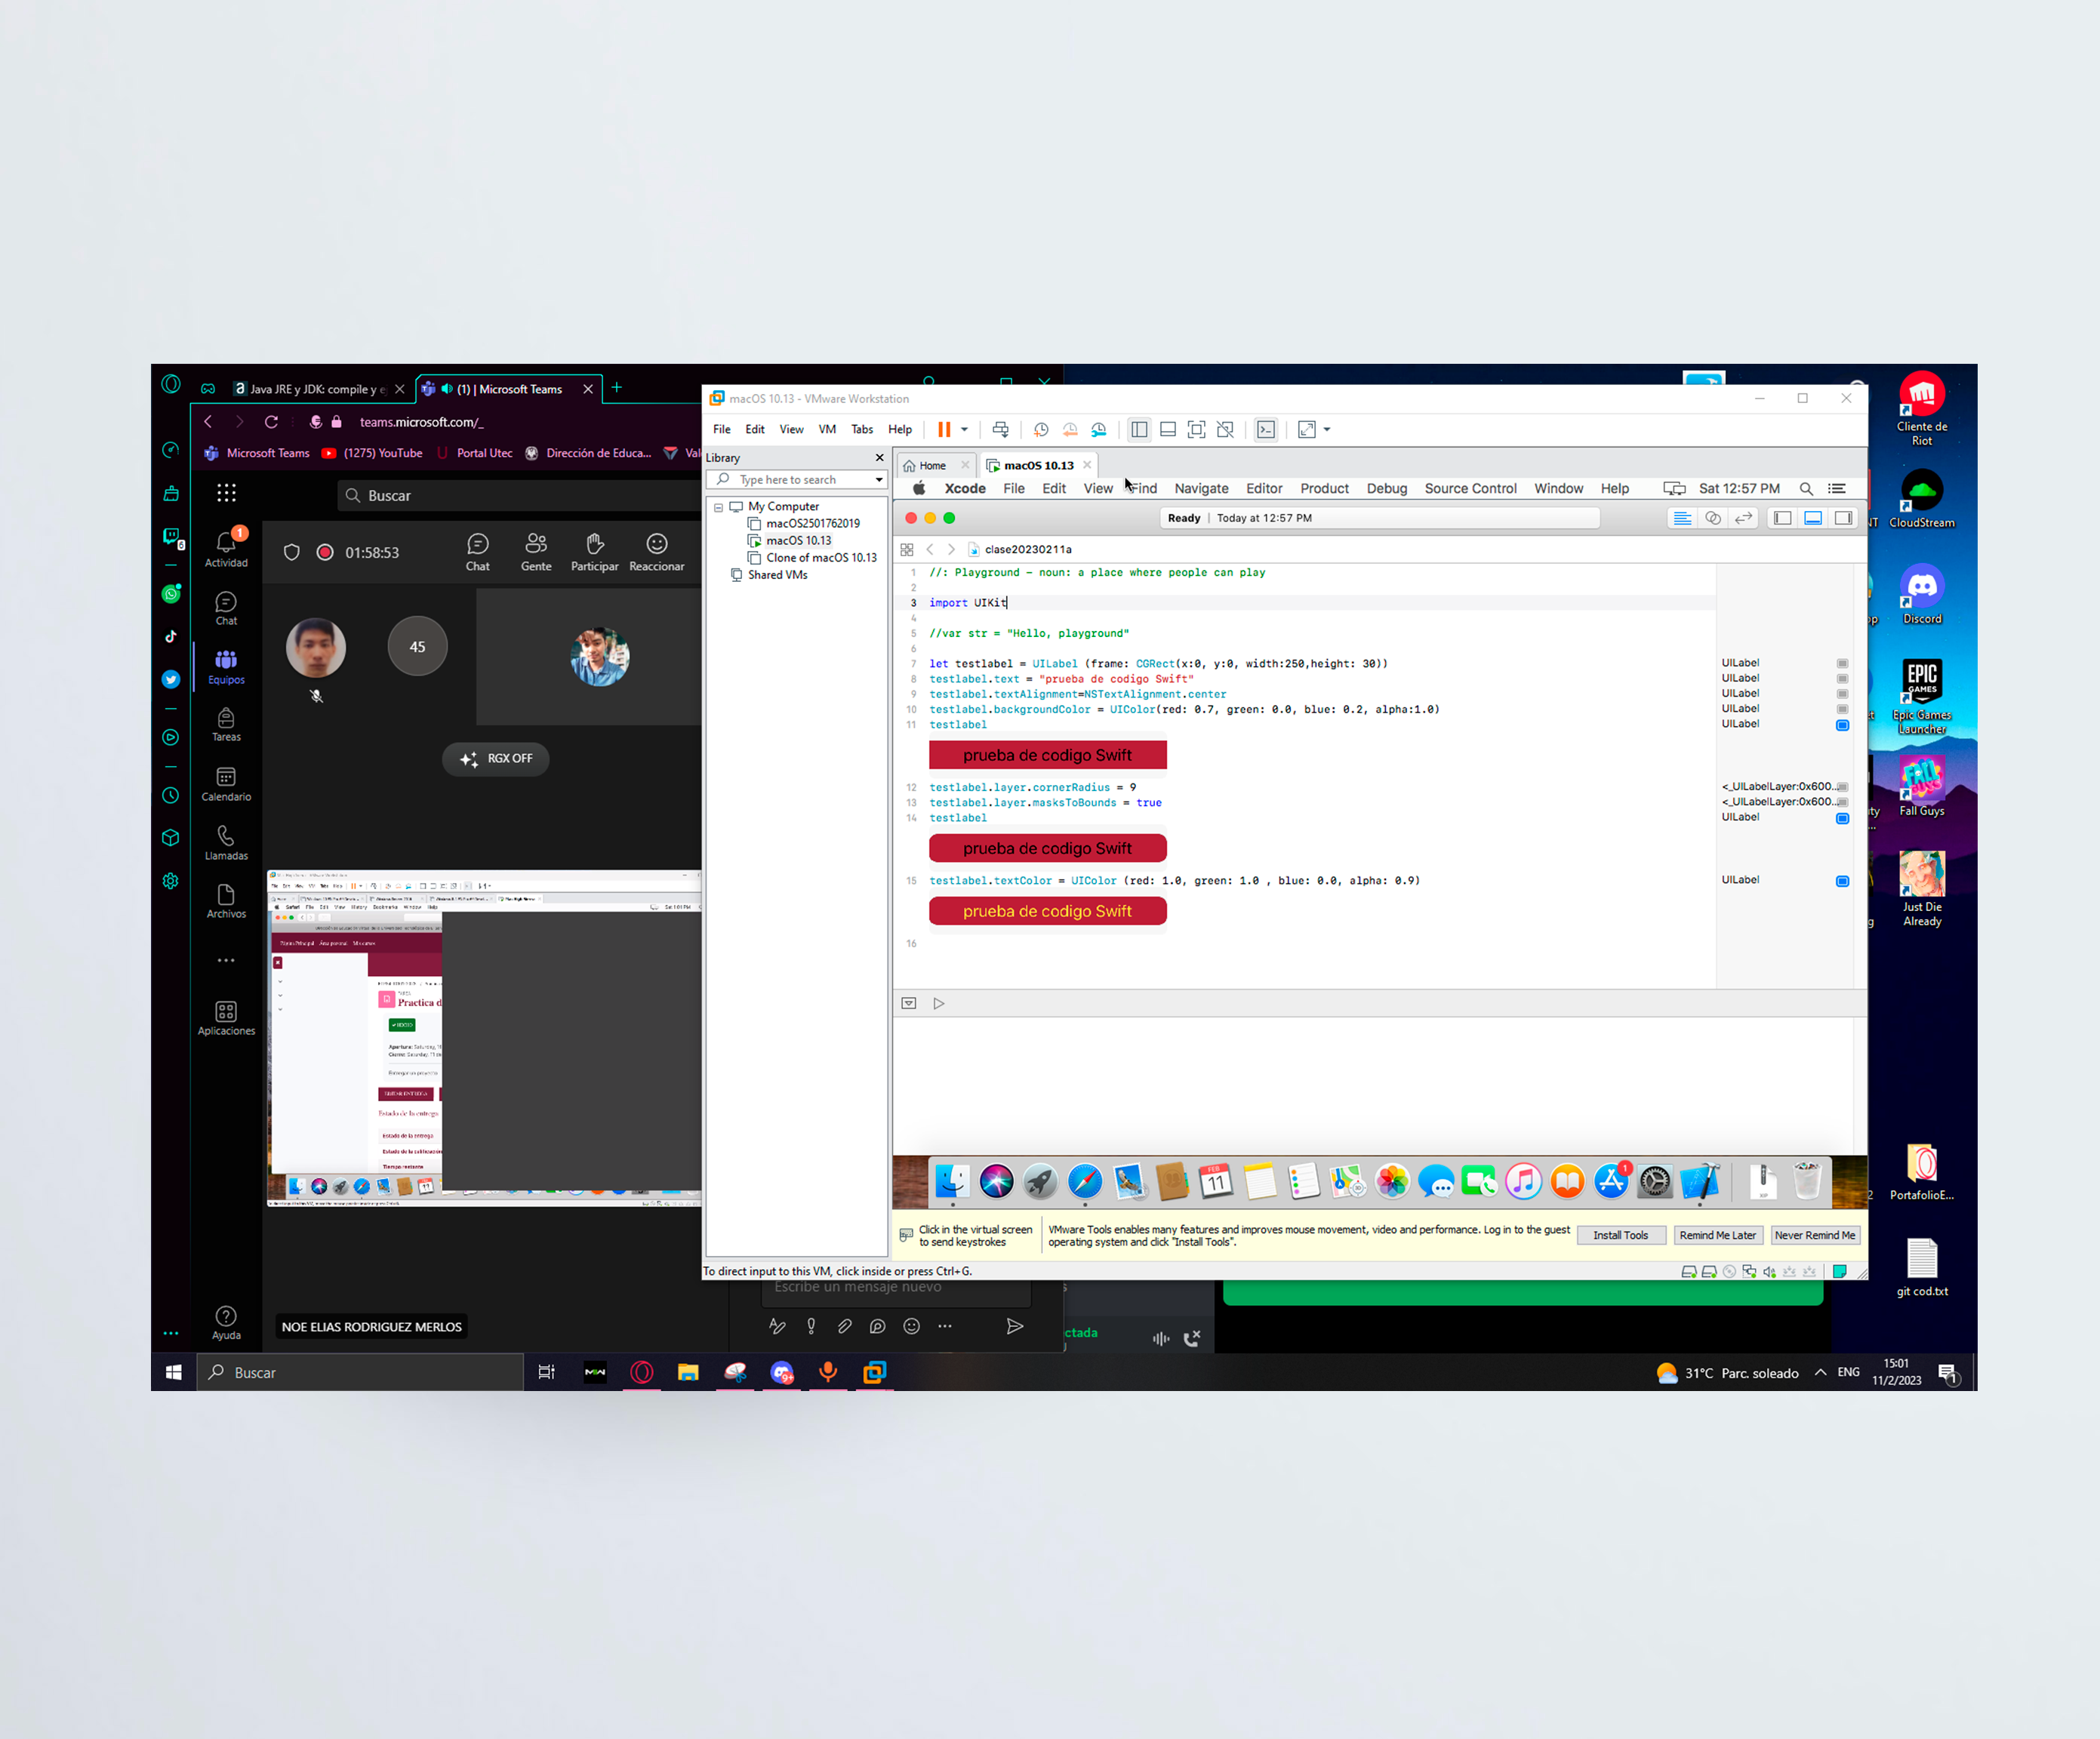 Java JRE y JDK: compile y e
(1) | Microsoft Teams
teams.microsoft.com/_
Microsoft Teams
(1275) YouTube
Portal Utec
Dirección de Educa...
Val
Buscar
Actividad
1
Chat
Equipos
Tareas
Calendario
Llamadas
Archivos
Aplicaciones
Ayuda
01:58:53
Chat
Gente
Participar
Reaccionar
45
RGX OFF
Practica d
NOE ELIAS RODRIGUEZ MERLOS
Escribe un mensaje nuevo
ctada
macOS 10.13 - VMware Workstation
File Edit View VM Tabs Help
Library
Type here to search
My Computer
macOS2501762019
macOS 10.13
Clone of macOS 10.13
Shared VMs
Home
macOS 10.13
Xcode File Edit View Find Navigate Editor Product Debug Source Control Window Help
Sat 12:57 PM
Ready | Today at 12:57 PM
clase20230211a
1 //: Playground - noun: a place where people can play
2
3 import UIKit
4
5 //var str = "Hello, playground"
6
7 let testlabel = UILabel (frame: CGRect(x:0, y:0, width:250,height: 30))
UILabel
8 testlabel.text = "prueba de codigo Swift"
UILabel
9 testlabel.textAlignment=NSTextAlignment.center
UILabel
10 testlabel.backgroundColor = UIColor(red: 0.7, green: 0.0, blue: 0.2, alpha:1.0)
UILabel
11 testlabel
UILabel
prueba de codigo Swift
12 testlabel.layer.cornerRadius = 9
<_UILabelLayer:0x600...
13 testlabel.layer.masksToBounds = true
<_UILabelLayer:0x600...
14 testlabel
UILabel
prueba de codigo Swift
15 testlabel.textColor = UIColor (red: 1.0, green: 1.0 , blue: 0.0, alpha: 0.9)
UILabel
prueba de codigo Swift
16
FEB
11
1
Click in the virtual screen
to send keystrokes
VMware Tools enables many features and improves mouse movement, video and performance. Log in to the guest
operating system and click "Install Tools".
Install Tools
Remind Me Later
Never Remind Me
To direct input to this VM, click inside or press Ctrl+G.
Cliente de
Riot
CloudStream
Discord
EPIC
GAMES
Epic Games
Launcher
FALL
GUYS
Fall Guys
Just Die
Already
PortafolioE...
git cod.txt
Buscar
9+
31°C Parc. soleado
ENG
15:01
11/2/2023
1